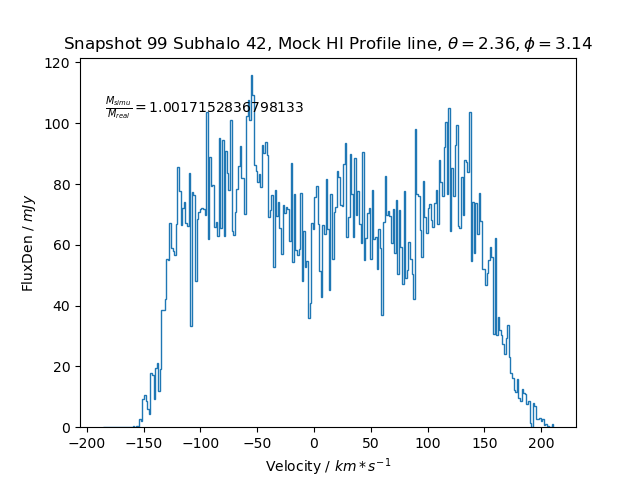 Snapshot 99 Subhalo 42, Mock HI Profile line, θ = 2.36, ϕ = 3.14
120
100
80
60
40
20
0
FluxDen / mJy
M_simu/M_real = 1.0017152836798133
−200 −150 −100 −50 0 50 100 150 200
Velocity / km * s⁻¹